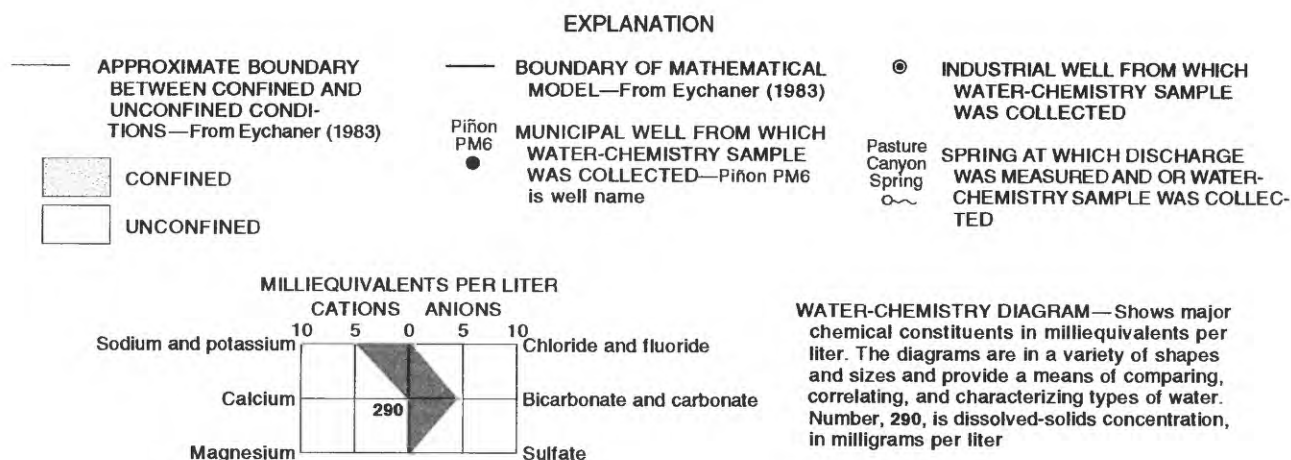 EXPLANATION
APPROXIMATE BOUNDARY
BETWEEN CONFINED AND
UNCONFINED CONDI-
TIONS—From Eychaner (1983)
CONFINED
UNCONFINED
BOUNDARY OF MATHEMATICAL
MODEL—From Eychaner (1983)
Piñon
PM6
MUNICIPAL WELL FROM WHICH
WATER-CHEMISTRY SAMPLE
WAS COLLECTED—Piñon PM6
is well name
INDUSTRIAL WELL FROM WHICH
WATER-CHEMISTRY SAMPLE
WAS COLLECTED
Pasture
Canyon
Spring
SPRING AT WHICH DISCHARGE
WAS MEASURED AND OR WATER-
CHEMISTRY SAMPLE WAS COLLEC-
TED
MILLIEQUIVALENTS PER LITER
CATIONS ANIONS
10 5 0 5 10
Sodium and potassium Chloride and fluoride
Calcium 290 Bicarbonate and carbonate
Magnesium Sulfate
WATER-CHEMISTRY DIAGRAM—Shows major
chemical constituents in milliequivalents per
liter. The diagrams are in a variety of shapes
and sizes and provide a means of comparing,
correlating, and characterizing types of water.
Number, 290, is dissolved-solids concentration,
in milligrams per liter